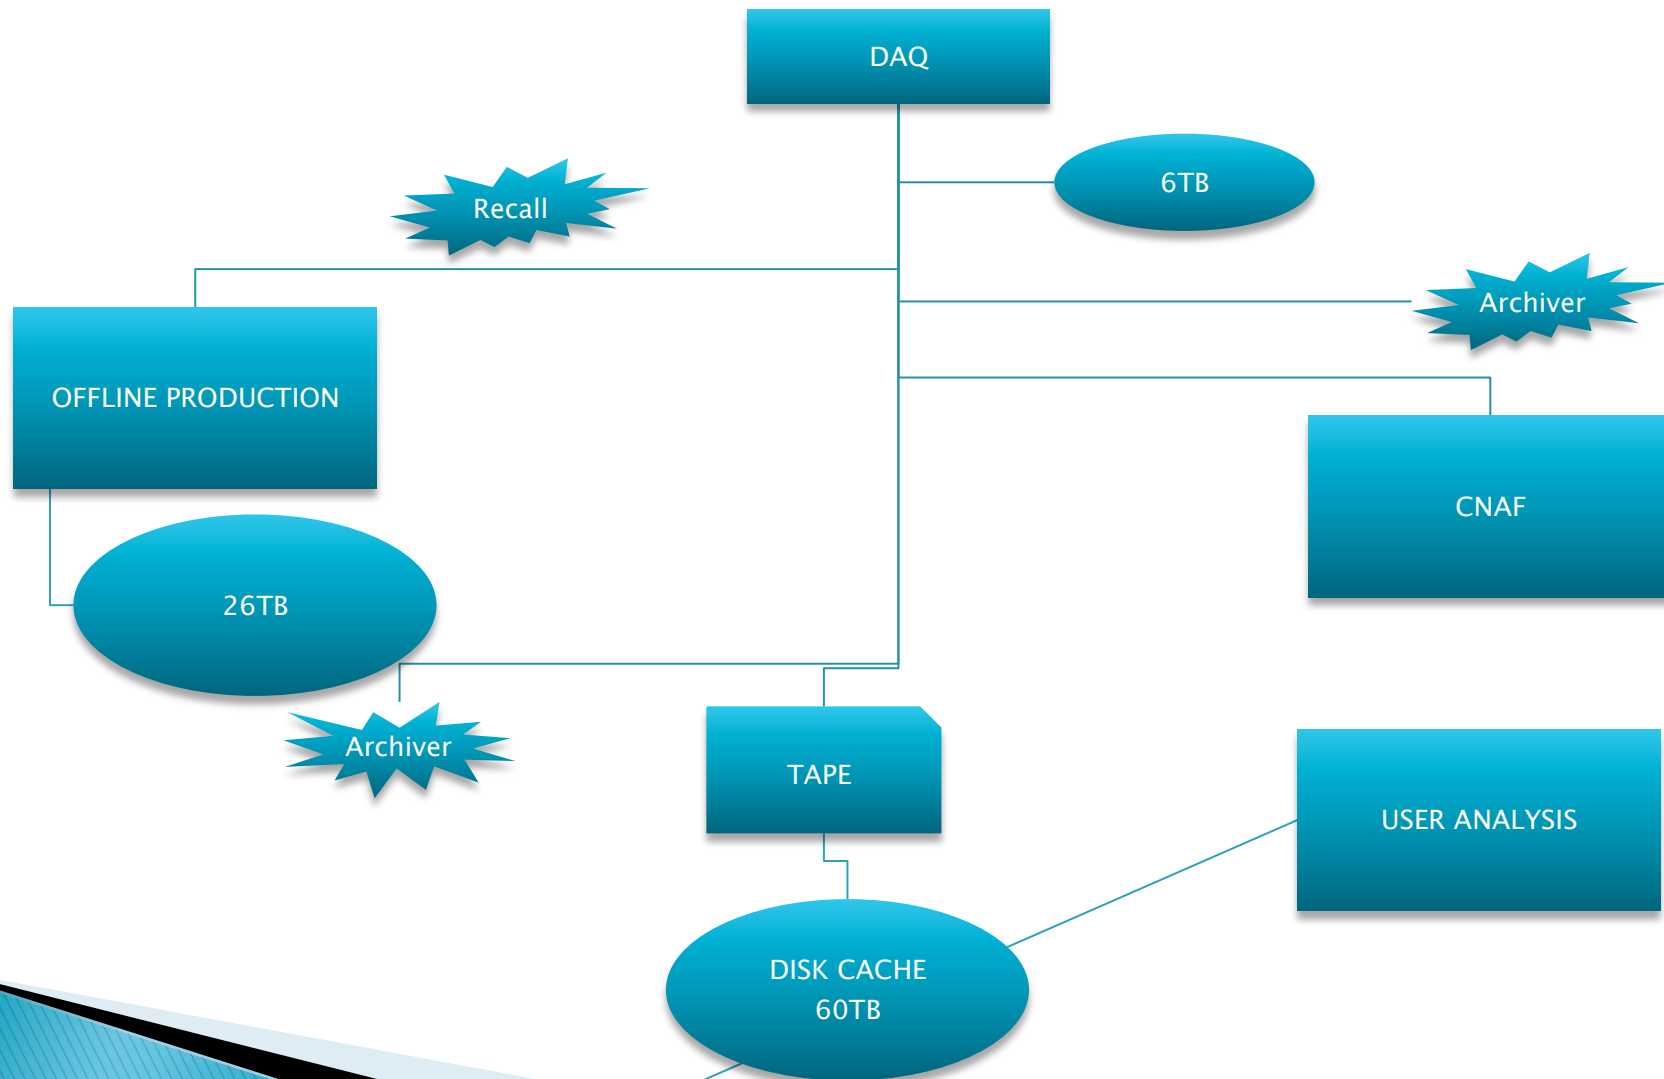 DAQ
6TB
Recall
Archiver
OFFLINE PRODUCTION
CNAF
26TB
Archiver
TAPE
USER ANALYSIS
DISK CACHE
60TB